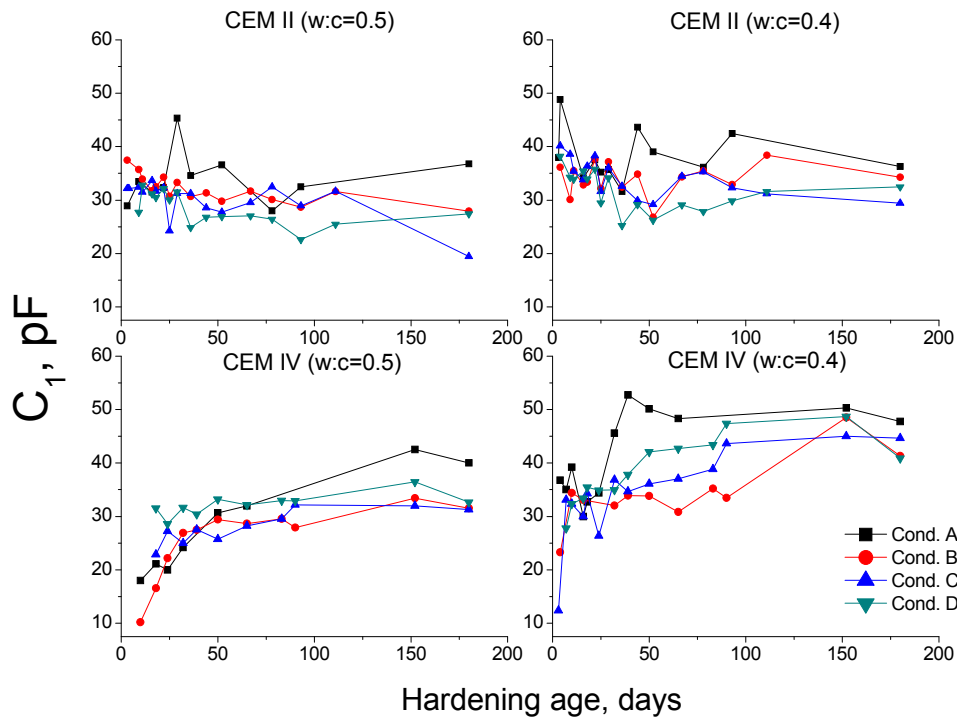 CEM II (w:c=0.5)
CEM II (w:c=0.4)
60
50
40
30
20
10
0 50 100 150 200
60
50
40
30
20
10
0 50 100 150 200
C₁, pF
CEM IV (w:c=0.5)
CEM IV (w:c=0.4)
60
50
40
30
20
10
0 50 100 150 200
60
50
40
30
20
10
0 50 100 150 200
Cond. A
Cond. B
Cond. C
Cond. D
Hardening age, days